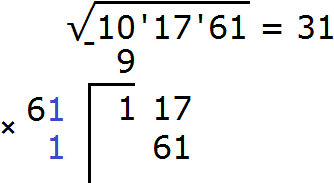 √10'17'61 = 31
- 9
× 61 | 1 17
1 | 61